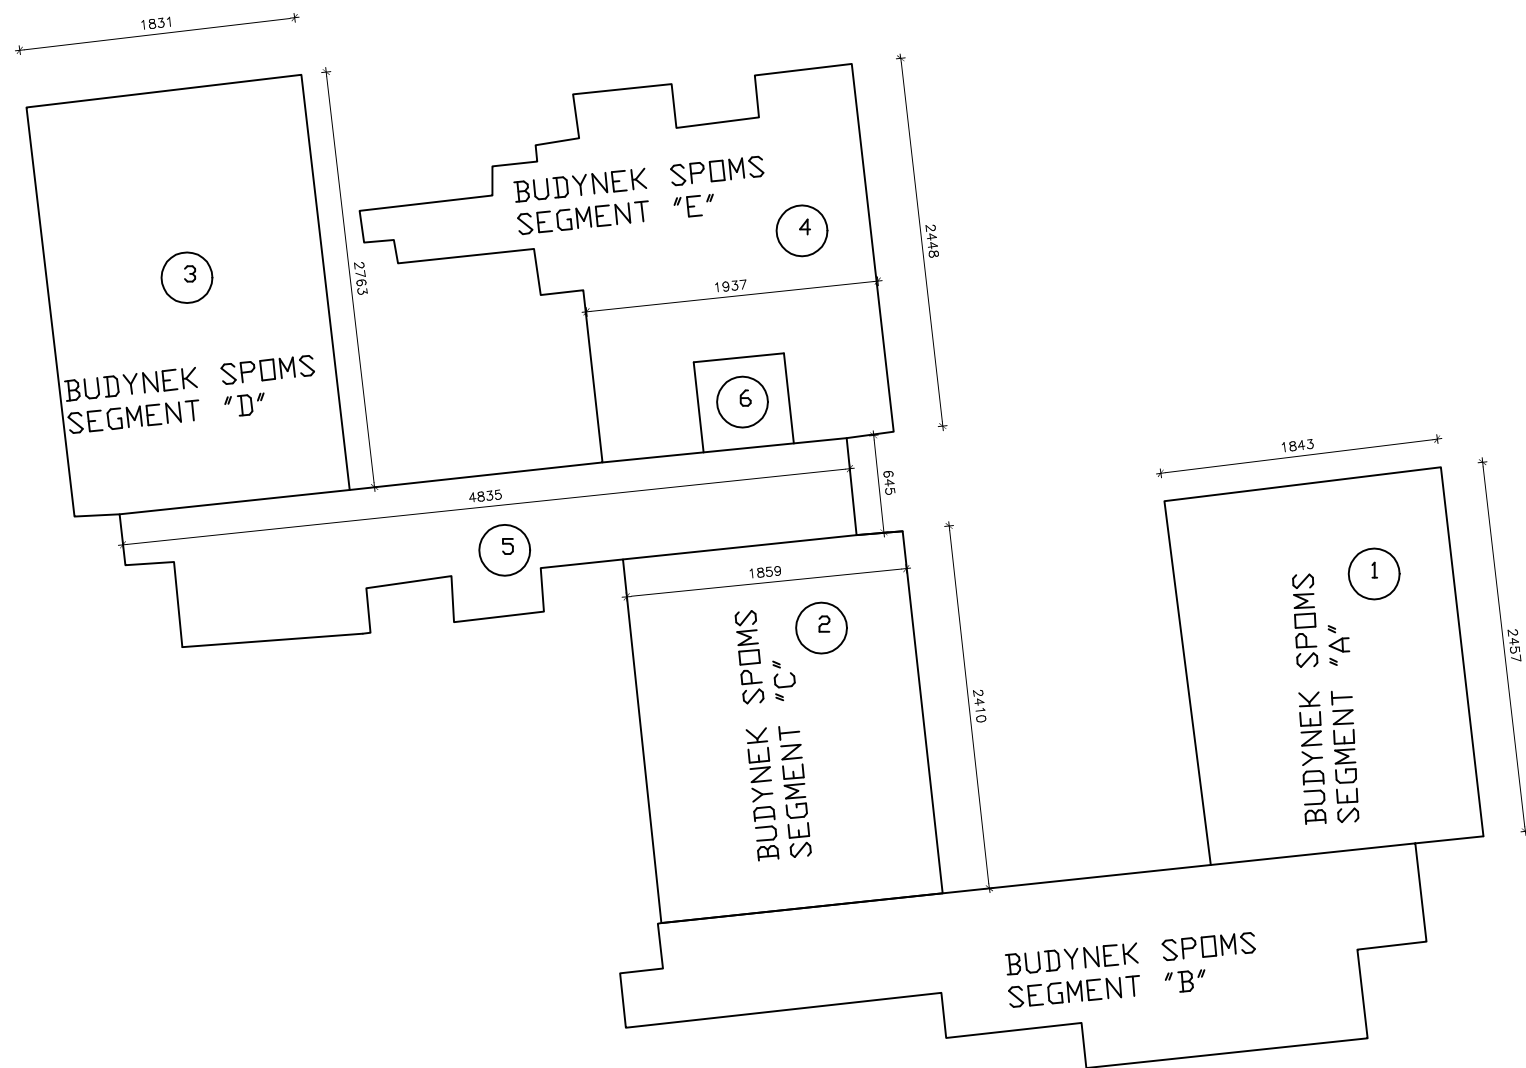 1831
BUDYNEK SPOMS
SEGMENT "E"
4
2448
3
2763
1937
BUDYNEK SPOMS
SEGMENT "D"
6
1843
4835
645
5
1859
2
1
BUDYNEK SPOMS
SEGMENT "C"
2410
BUDYNEK SPOMS
SEGMENT "A"
2457
BUDYNEK SPOMS
SEGMENT "B"